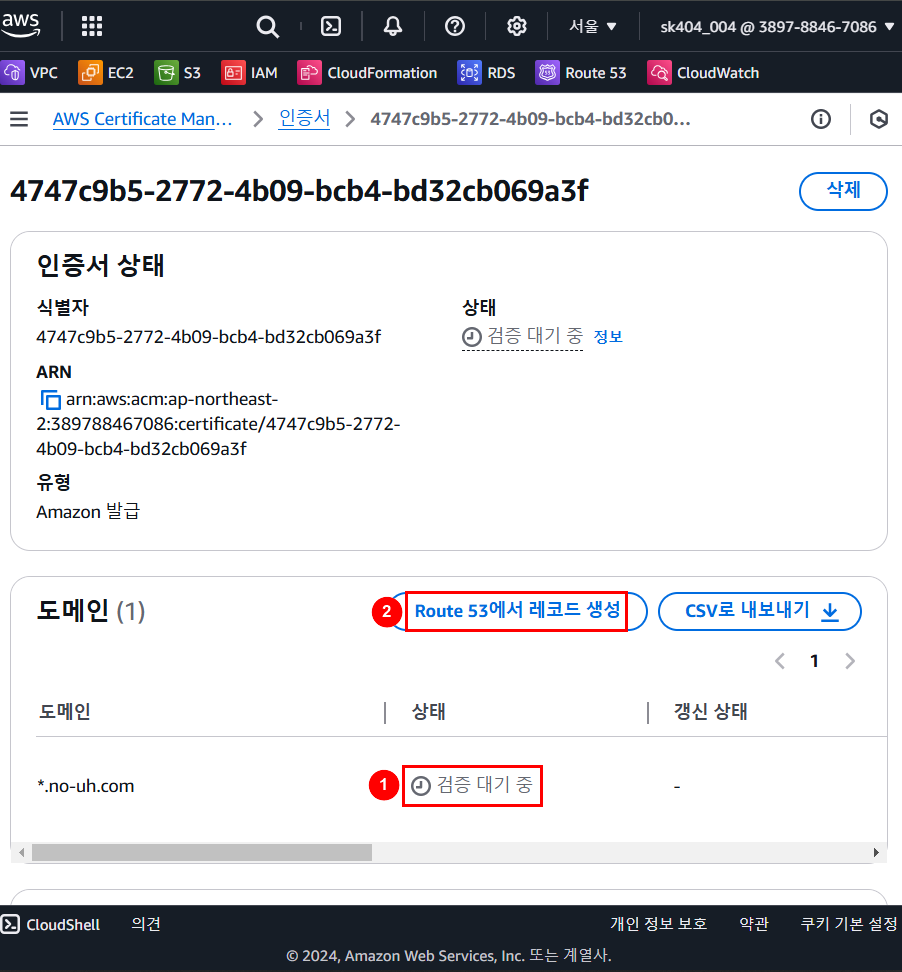 aws
서울
sk404_004 @ 3897-8846-7086
VPC EC2 S3 IAM CloudFormation RDS Route 53 CloudWatch
AWS Certificate Man... 인증서 4747c9b5-2772-4b09-bcb4-bd32cb0...
4747c9b5-2772-4b09-bcb4-bd32cb069a3f
삭제
인증서 상태
식별자
4747c9b5-2772-4b09-bcb4-bd32cb069a3f
ARN
arn:aws:acm:ap-northeast-
2:389788467086:certificate/4747c9b5-2772-
4b09-bcb4-bd32cb069a3f
유형
Amazon 발급
상태
검증 대기 중 정보
도메인 (1)
2 Route 53에서 레코드 생성
CSV로 내보내기
1
도메인 상태 갱신 상태
*.no-uh.com 1 검증 대기 중 -
CloudShell 의견 개인 정보 보호 약관 쿠키 기본 설정
© 2024, Amazon Web Services, Inc. 또는 계열사.